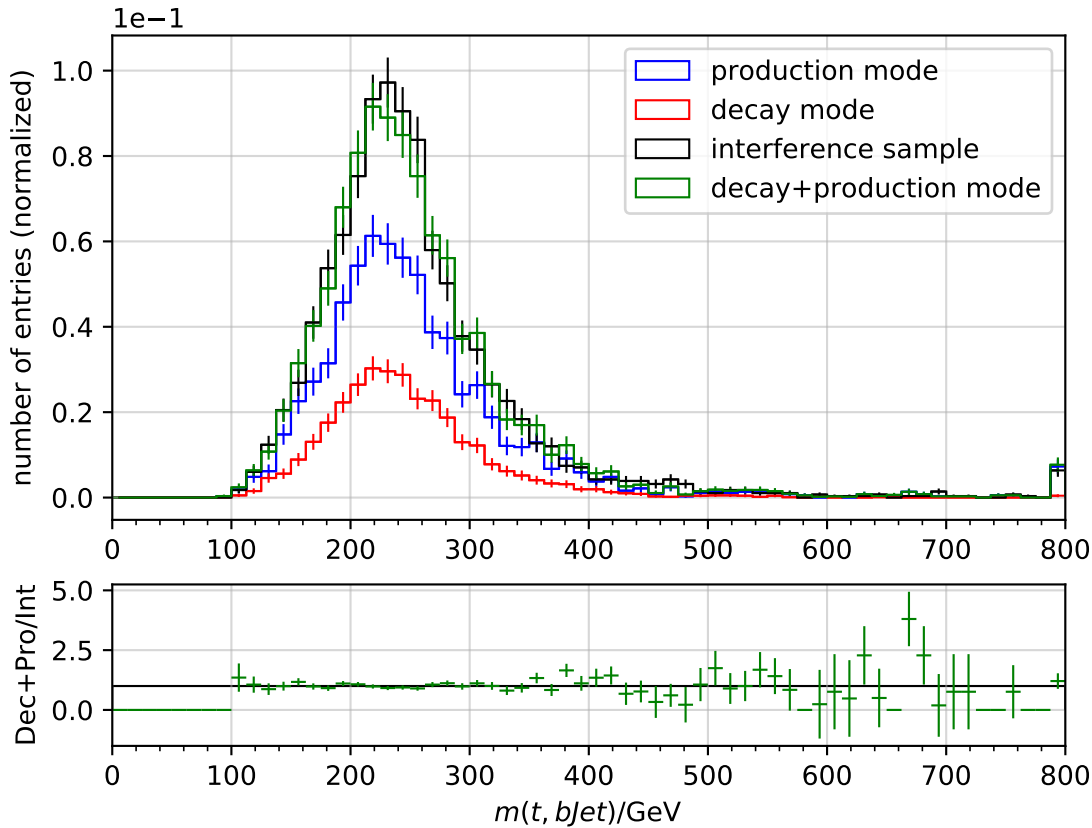 1e−1
number of entries (normalized)
1.0
0.8
0.6
0.4
0.2
0.0
production mode
decay mode
interference sample
decay+production mode
0 100 200 300 400 500 600 700 800
Dec+Pro/Int
5.0
2.5
0.0
0 100 200 300 400 500 600 700 800
m(t, bJet)/GeV